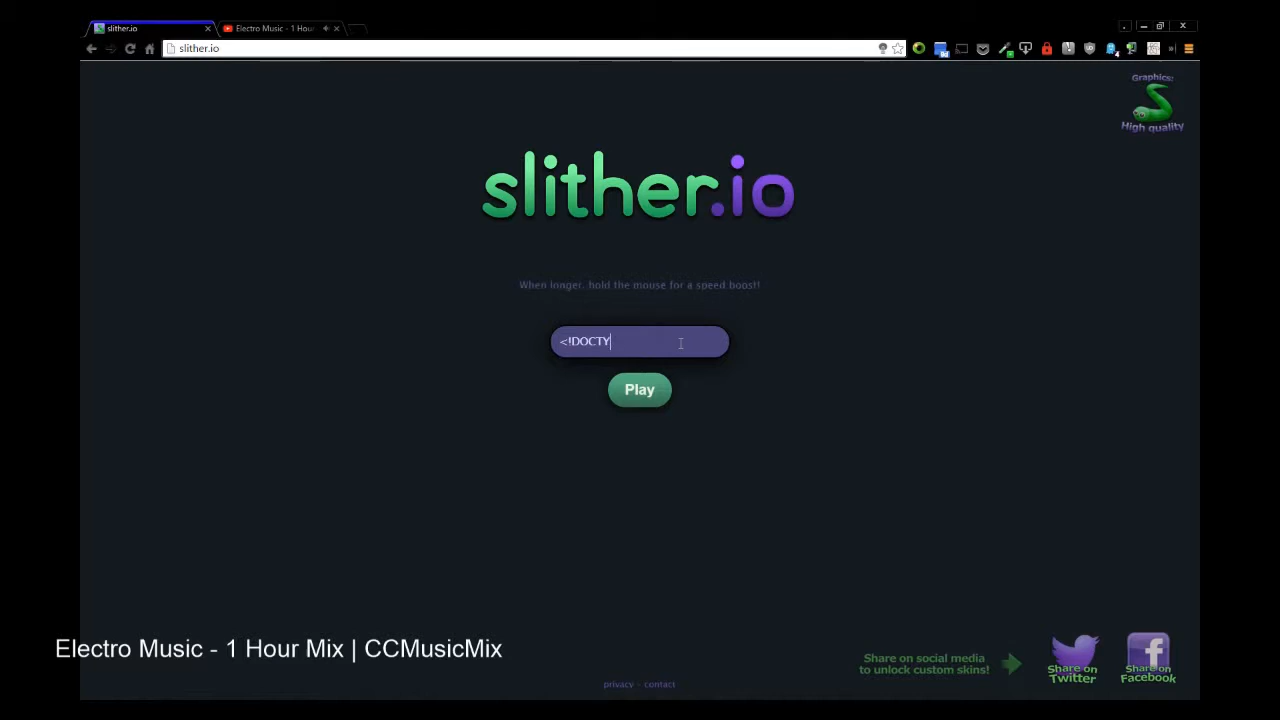 slither.io
Electro Music - 1 Hour
slither.io
Graphics:
High quality
slither.io
When longer, hold the mouse for a speed boost!
<!DOCTY
Play
Electro Music - 1 Hour Mix | CCMusicMix
Share on social media
to unlock custom skins!
Share on
Twitter
Share on
Facebook
privacy - contact